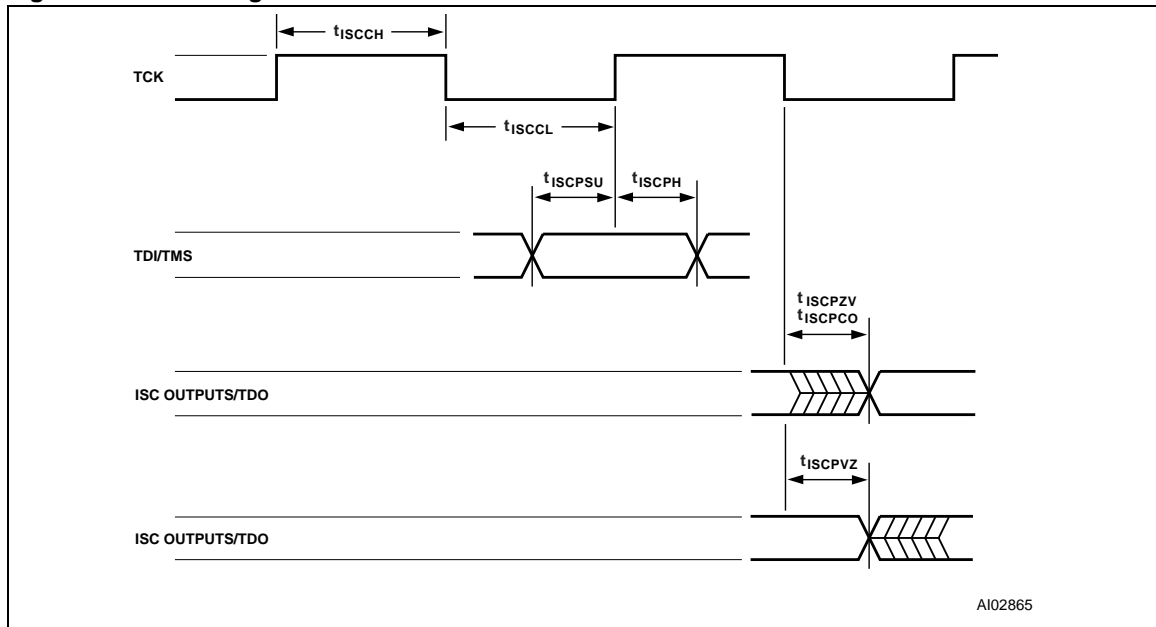 tISCCH
TCK
tISCCL
tISCPSU
tISCPH
TDI/TMS
tISCPZV
tISCPCO
ISC OUTPUTS/TDO
tISCPVZ
ISC OUTPUTS/TDO
AI02865